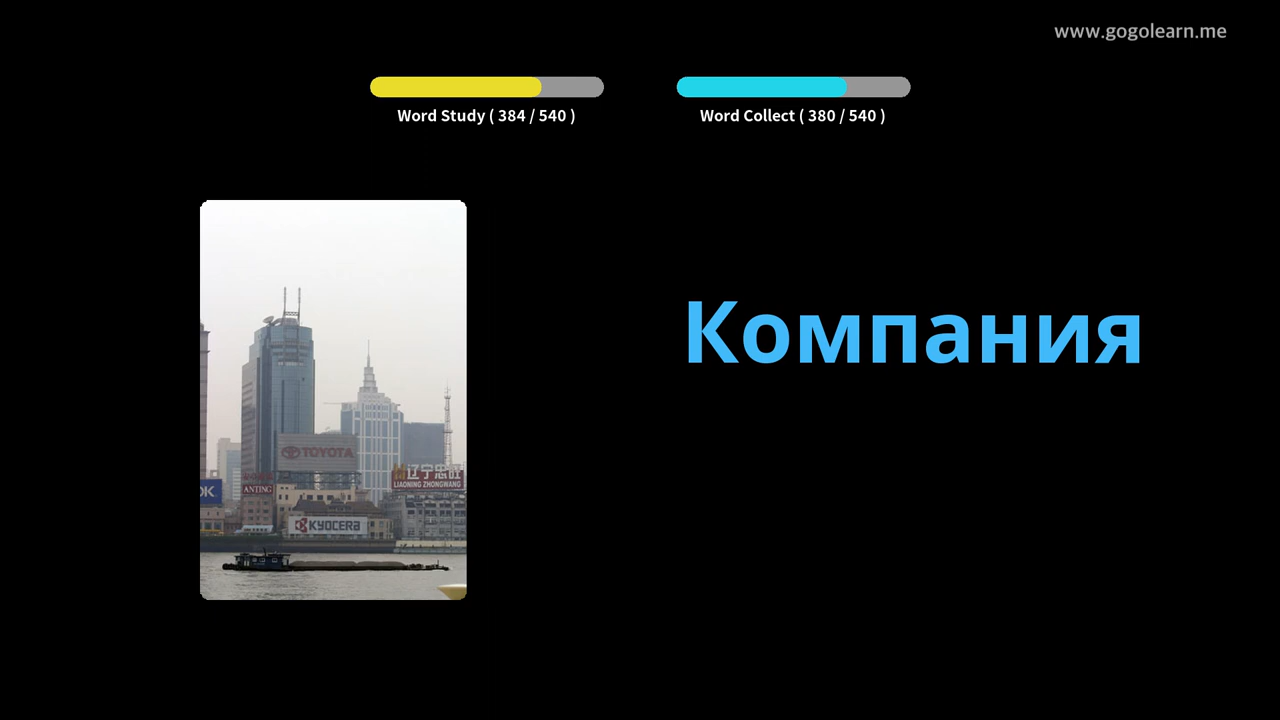 www.gogolearn.me
Word Study ( 384 / 540 )
Word Collect ( 380 / 540 )
Компания
TOYOTA
辽宁忠旺
LIAONING ZHONGWANG
OK
ANTING
KYOCERA